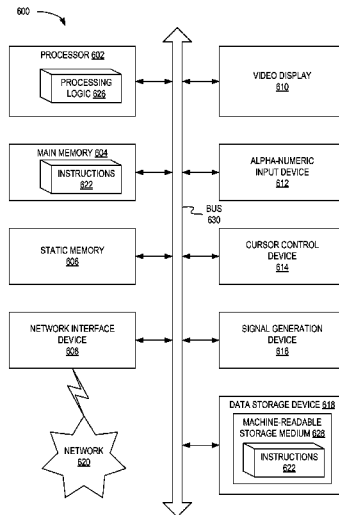 600
PROCESSOR 602
PROCESSING
LOGIC 626
MAIN MEMORY 604
INSTRUCTIONS
622
STATIC MEMORY
606
NETWORK INTERFACE
DEVICE
608
NETWORK
620
BUS
630
VIDEO DISPLAY
610
ALPHA-NUMERIC
INPUT DEVICE
612
CURSOR CONTROL
DEVICE
614
SIGNAL GENERATION
DEVICE
616
DATA STORAGE DEVICE 618
MACHINE-READABLE
STORAGE MEDIUM 628
INSTRUCTIONS
622